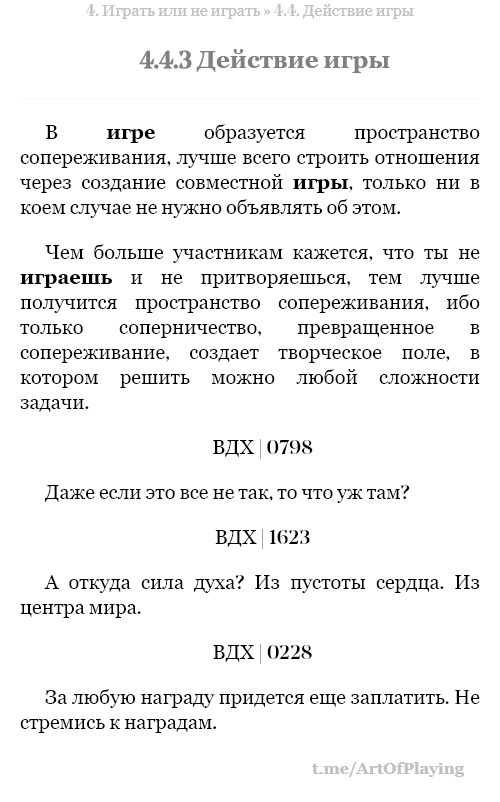 4. Играть или не играть » 4.4. Действие игры
4.4.3 Действие игры
В игре образуется пространство
сопереживания, лучше всего строить отношения
через создание совместной игры, только ни в
коем случае не нужно объявлять об этом.
Чем больше участникам кажется, что ты не
играешь и не притворяешься, тем лучше
получится пространство сопереживания, ибо
только соперничество, превращенное в
сопереживание, создает творческое поле, в
котором решить можно любой сложности
задачи.
ВДХ | 0798
Даже если это все не так, то что уж там?
ВДХ | 1623
А откуда сила духа? Из пустоты сердца. Из
центра мира.
ВДХ | 0228
За любую награду придется еще заплатить. Не
стремись к наградам.
t.me/ArtOfPlaying